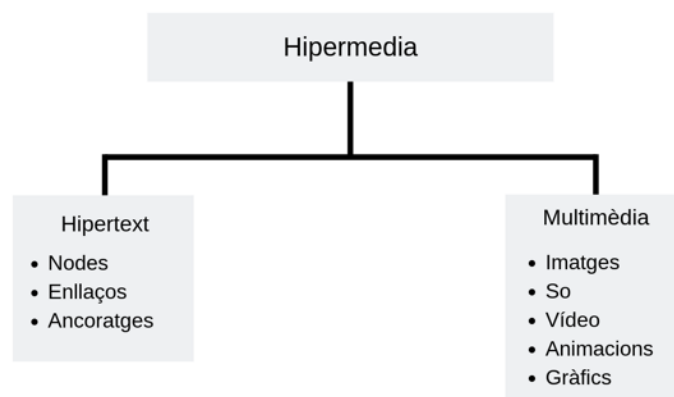 Hipermedia
Hipertext
• Nodes
• Enllaços
• Ancoratges
Multimèdia
• Imatges
• So
• Vídeo
• Animacions
• Gràfics